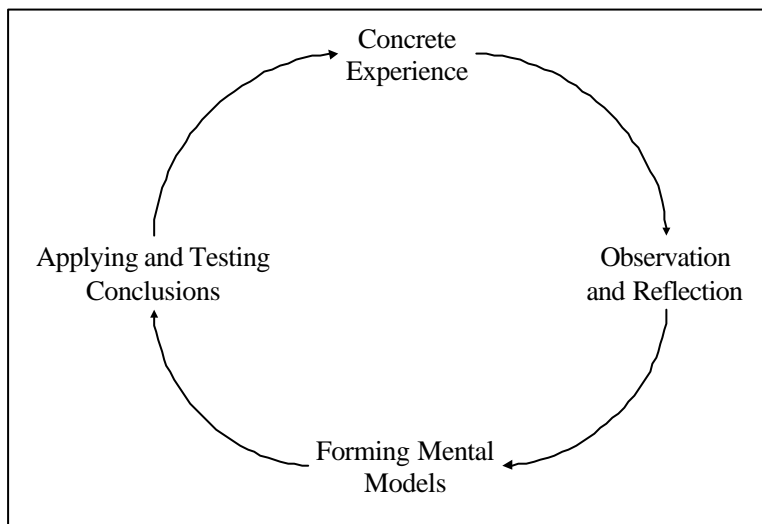 Concrete
Experience
Applying and Testing
Conclusions
Observation
and Reflection
Forming Mental
Models